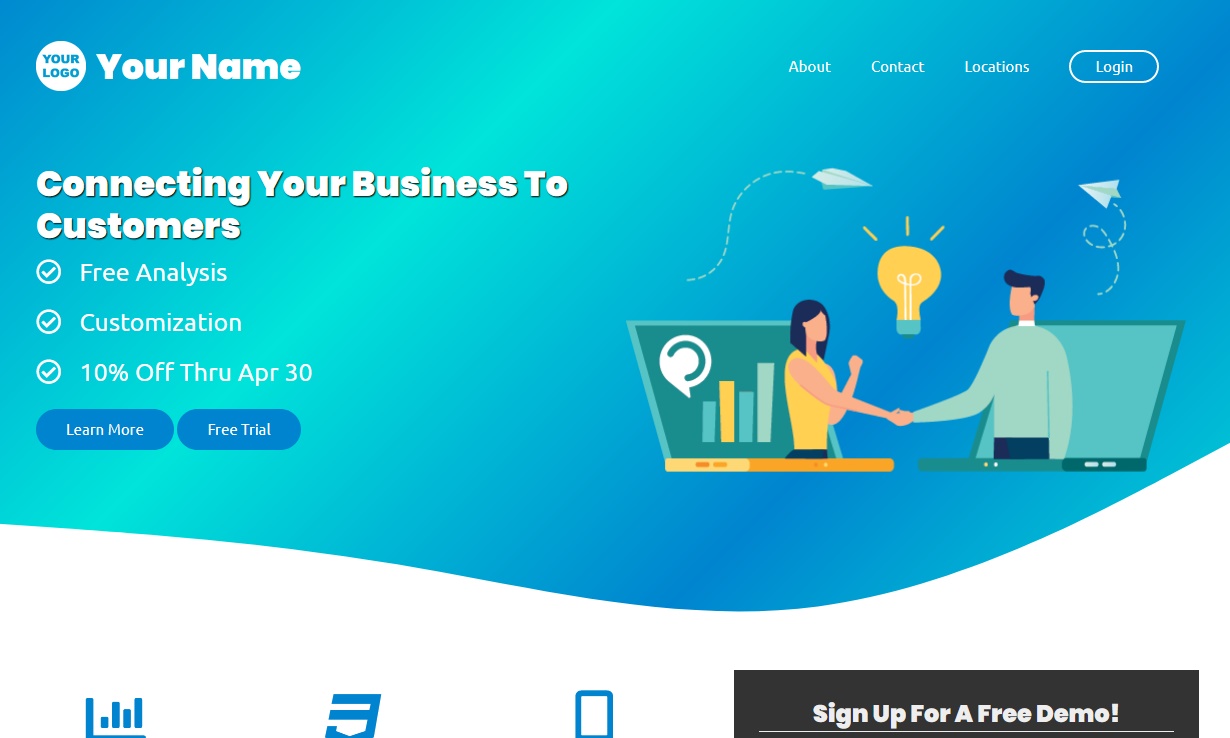 YOUR
LOGO
Your Name
About
Contact
Locations
Login
Connecting Your Business To
Customers
Free Analysis
Customization
10% Off Thru Apr 30
Learn More
Free Trial
Sign Up For A Free Demo!